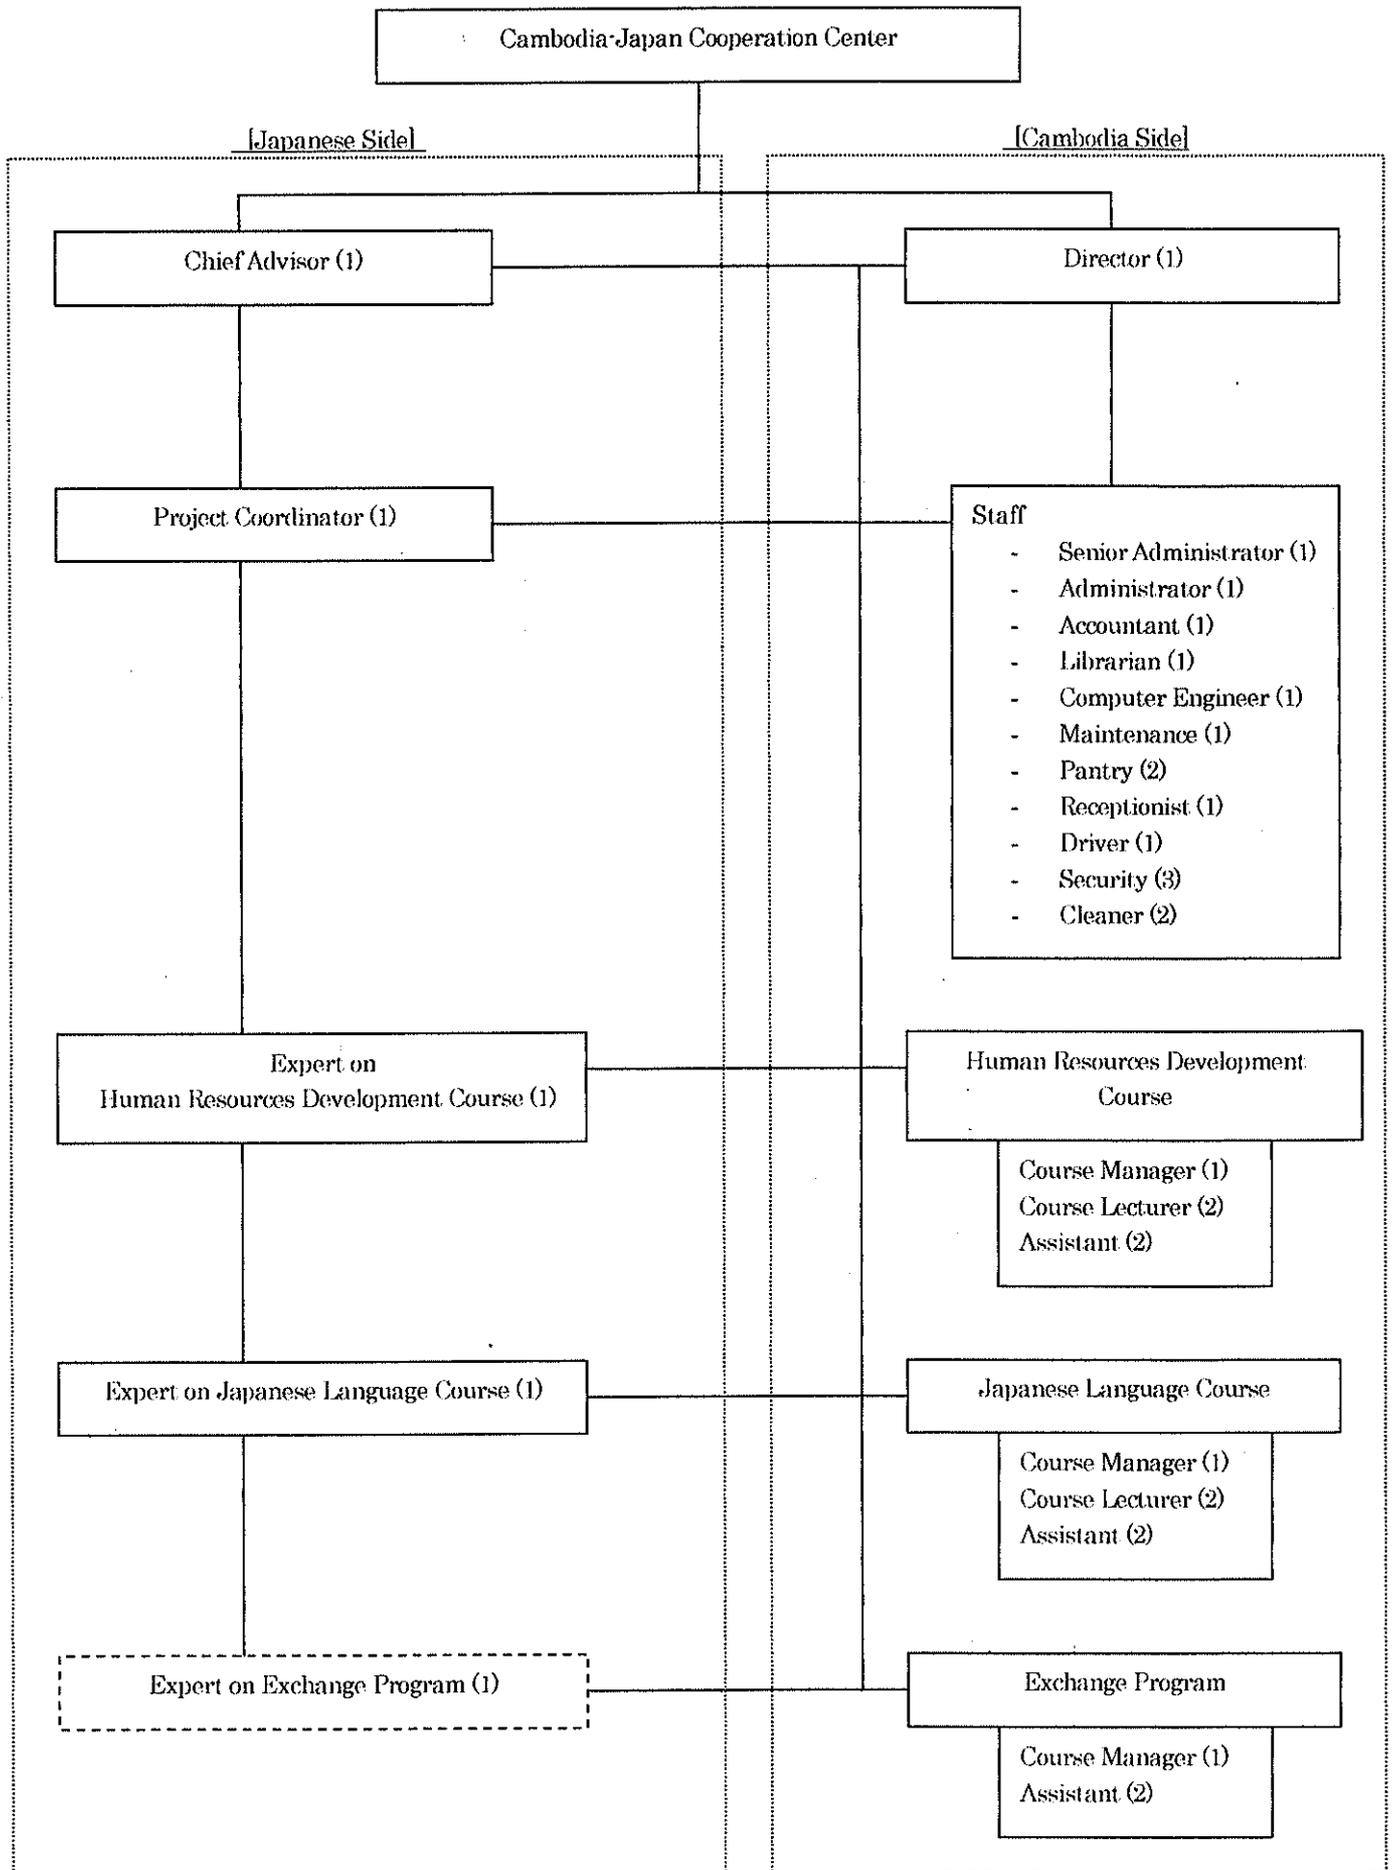 Cambodia-Japan Cooperation Center
[Japanese Side]
[Cambodia Side]
Chief Advisor (1)
Director (1)
Project Coordinator (1)
Staff
- Senior Administrator (1)
- Administrator (1)
- Accountant (1)
- Librarian (1)
- Computer Engineer (1)
- Maintenance (1)
- Pantry (2)
- Receptionist (1)
- Driver (1)
- Security (3)
- Cleaner (2)
Expert on
Human Resources Development Course (1)
Human Resources Development
Course
Course Manager (1)
Course Lecturer (2)
Assistant (2)
Expert on Japanese Language Course (1)
Japanese Language Course
Course Manager (1)
Course Lecturer (2)
Assistant (2)
Expert on Exchange Program (1)
Exchange Program
Course Manager (1)
Assistant (2)